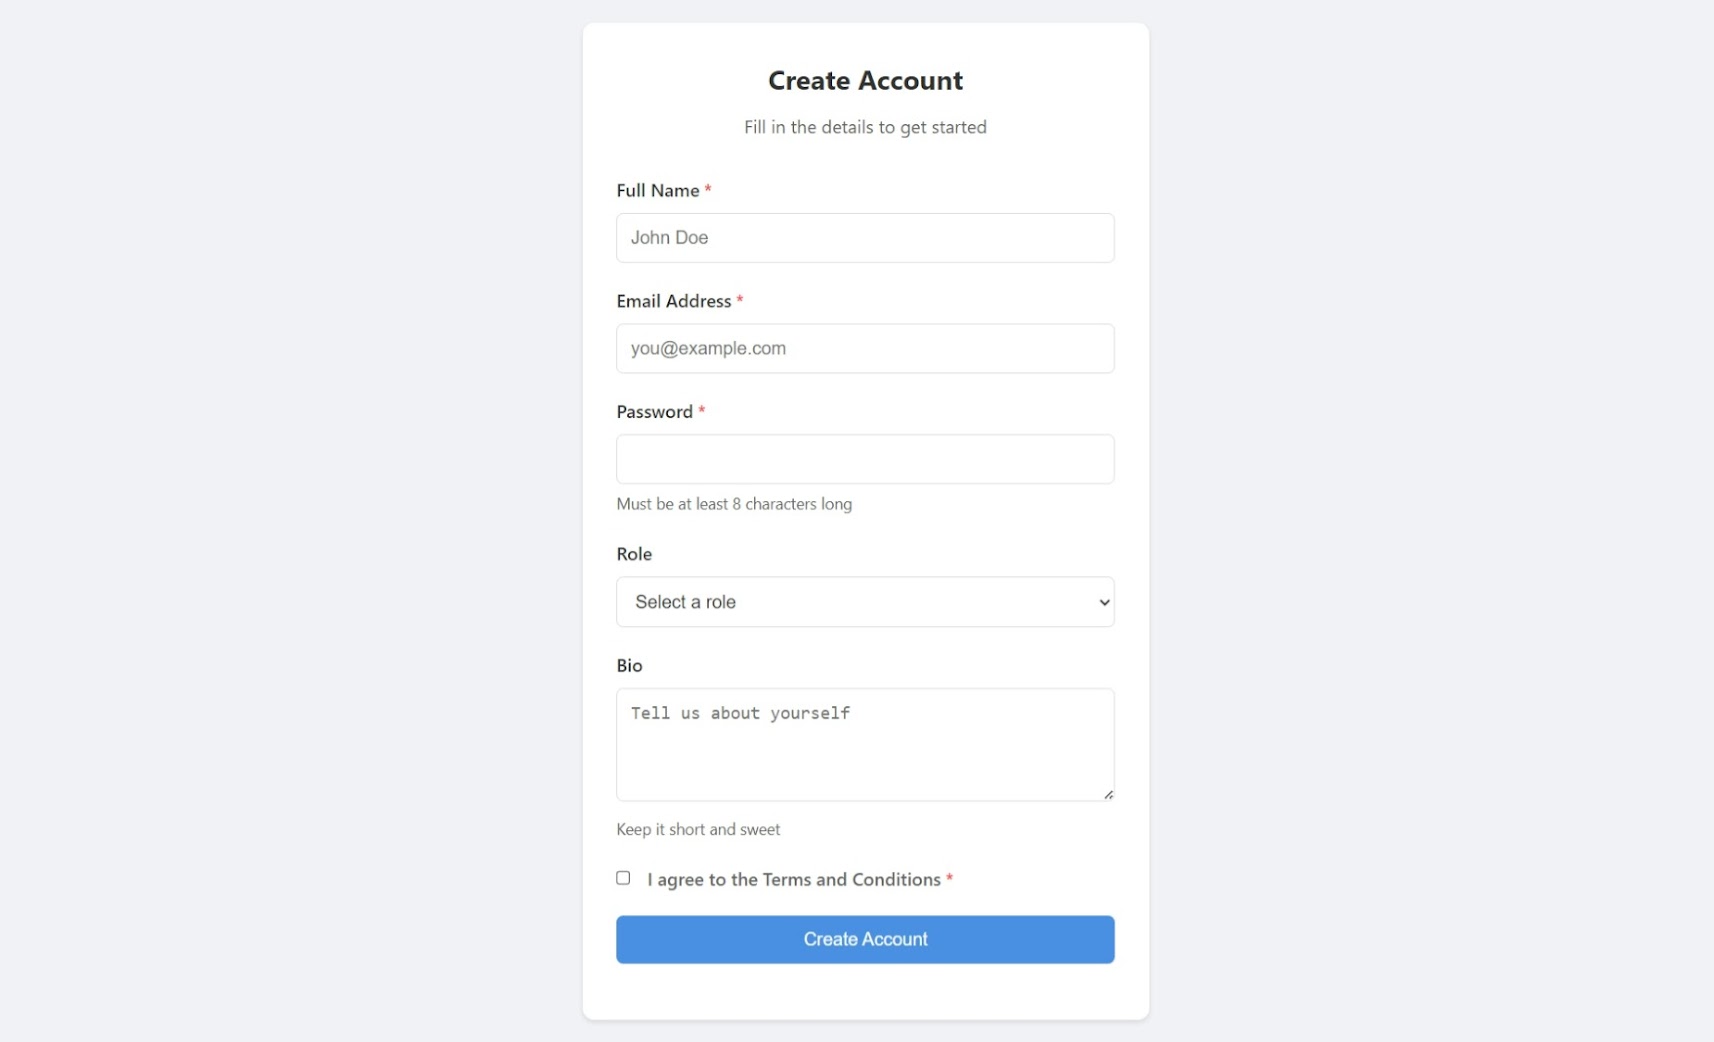 Create Account
Fill in the details to get started
Full Name *
John Doe
Email Address *
you@example.com
Password *
Must be at least 8 characters long
Role
Select a role
Bio
Tell us about yourself
Keep it short and sweet
I agree to the Terms and Conditions *
Create Account